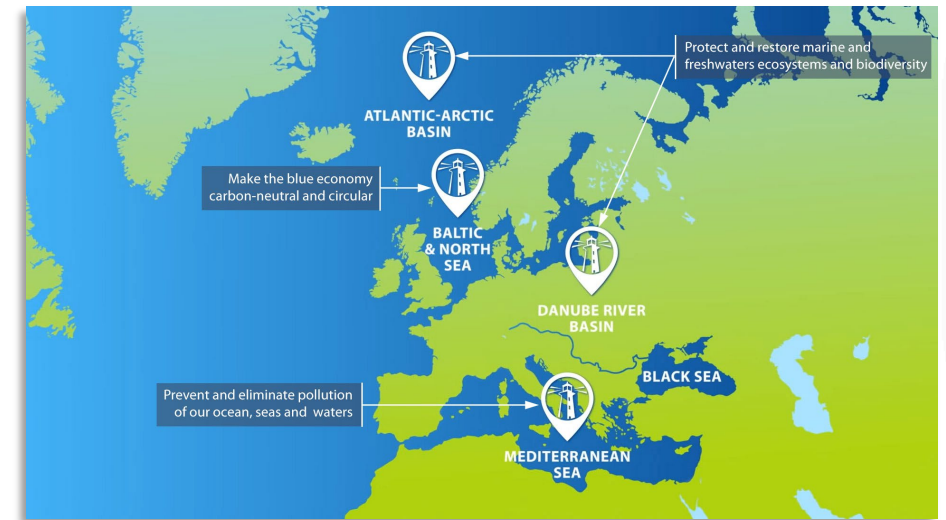 Protect and restore marine and
freshwaters ecosystems and biodiversity
ATLANTIC-ARCTIC
BASIN
Make the blue economy
carbon-neutral and circular
BALTIC
& NORTH
SEA
DANUBE RIVER
BASIN
BLACK SEA
Prevent and eliminate pollution
of our ocean, seas and waters
MEDITERRANEAN
SEA